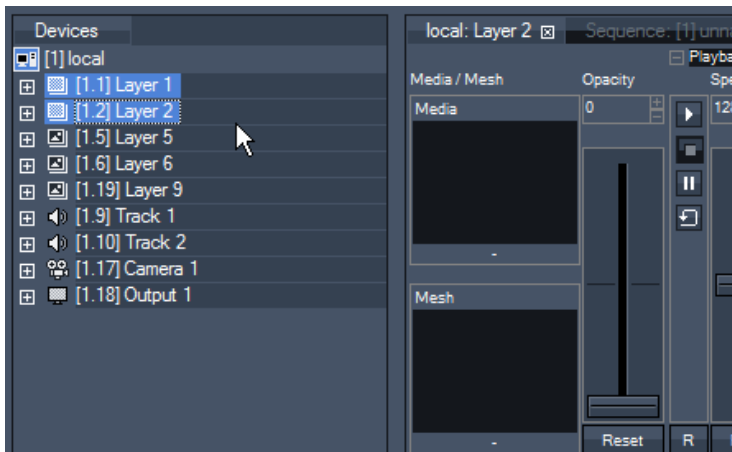 Devices
[1] local
[1.1] Layer 1
[1.2] Layer 2
[1.5] Layer 5
[1.6] Layer 6
[1.19] Layer 9
[1.9] Track 1
[1.10] Track 2
[1.17] Camera 1
[1.18] Output 1
local: Layer 2
Sequence: [1]
Media / Mesh
Opacity
Media
0
-
Mesh
-
Reset
R